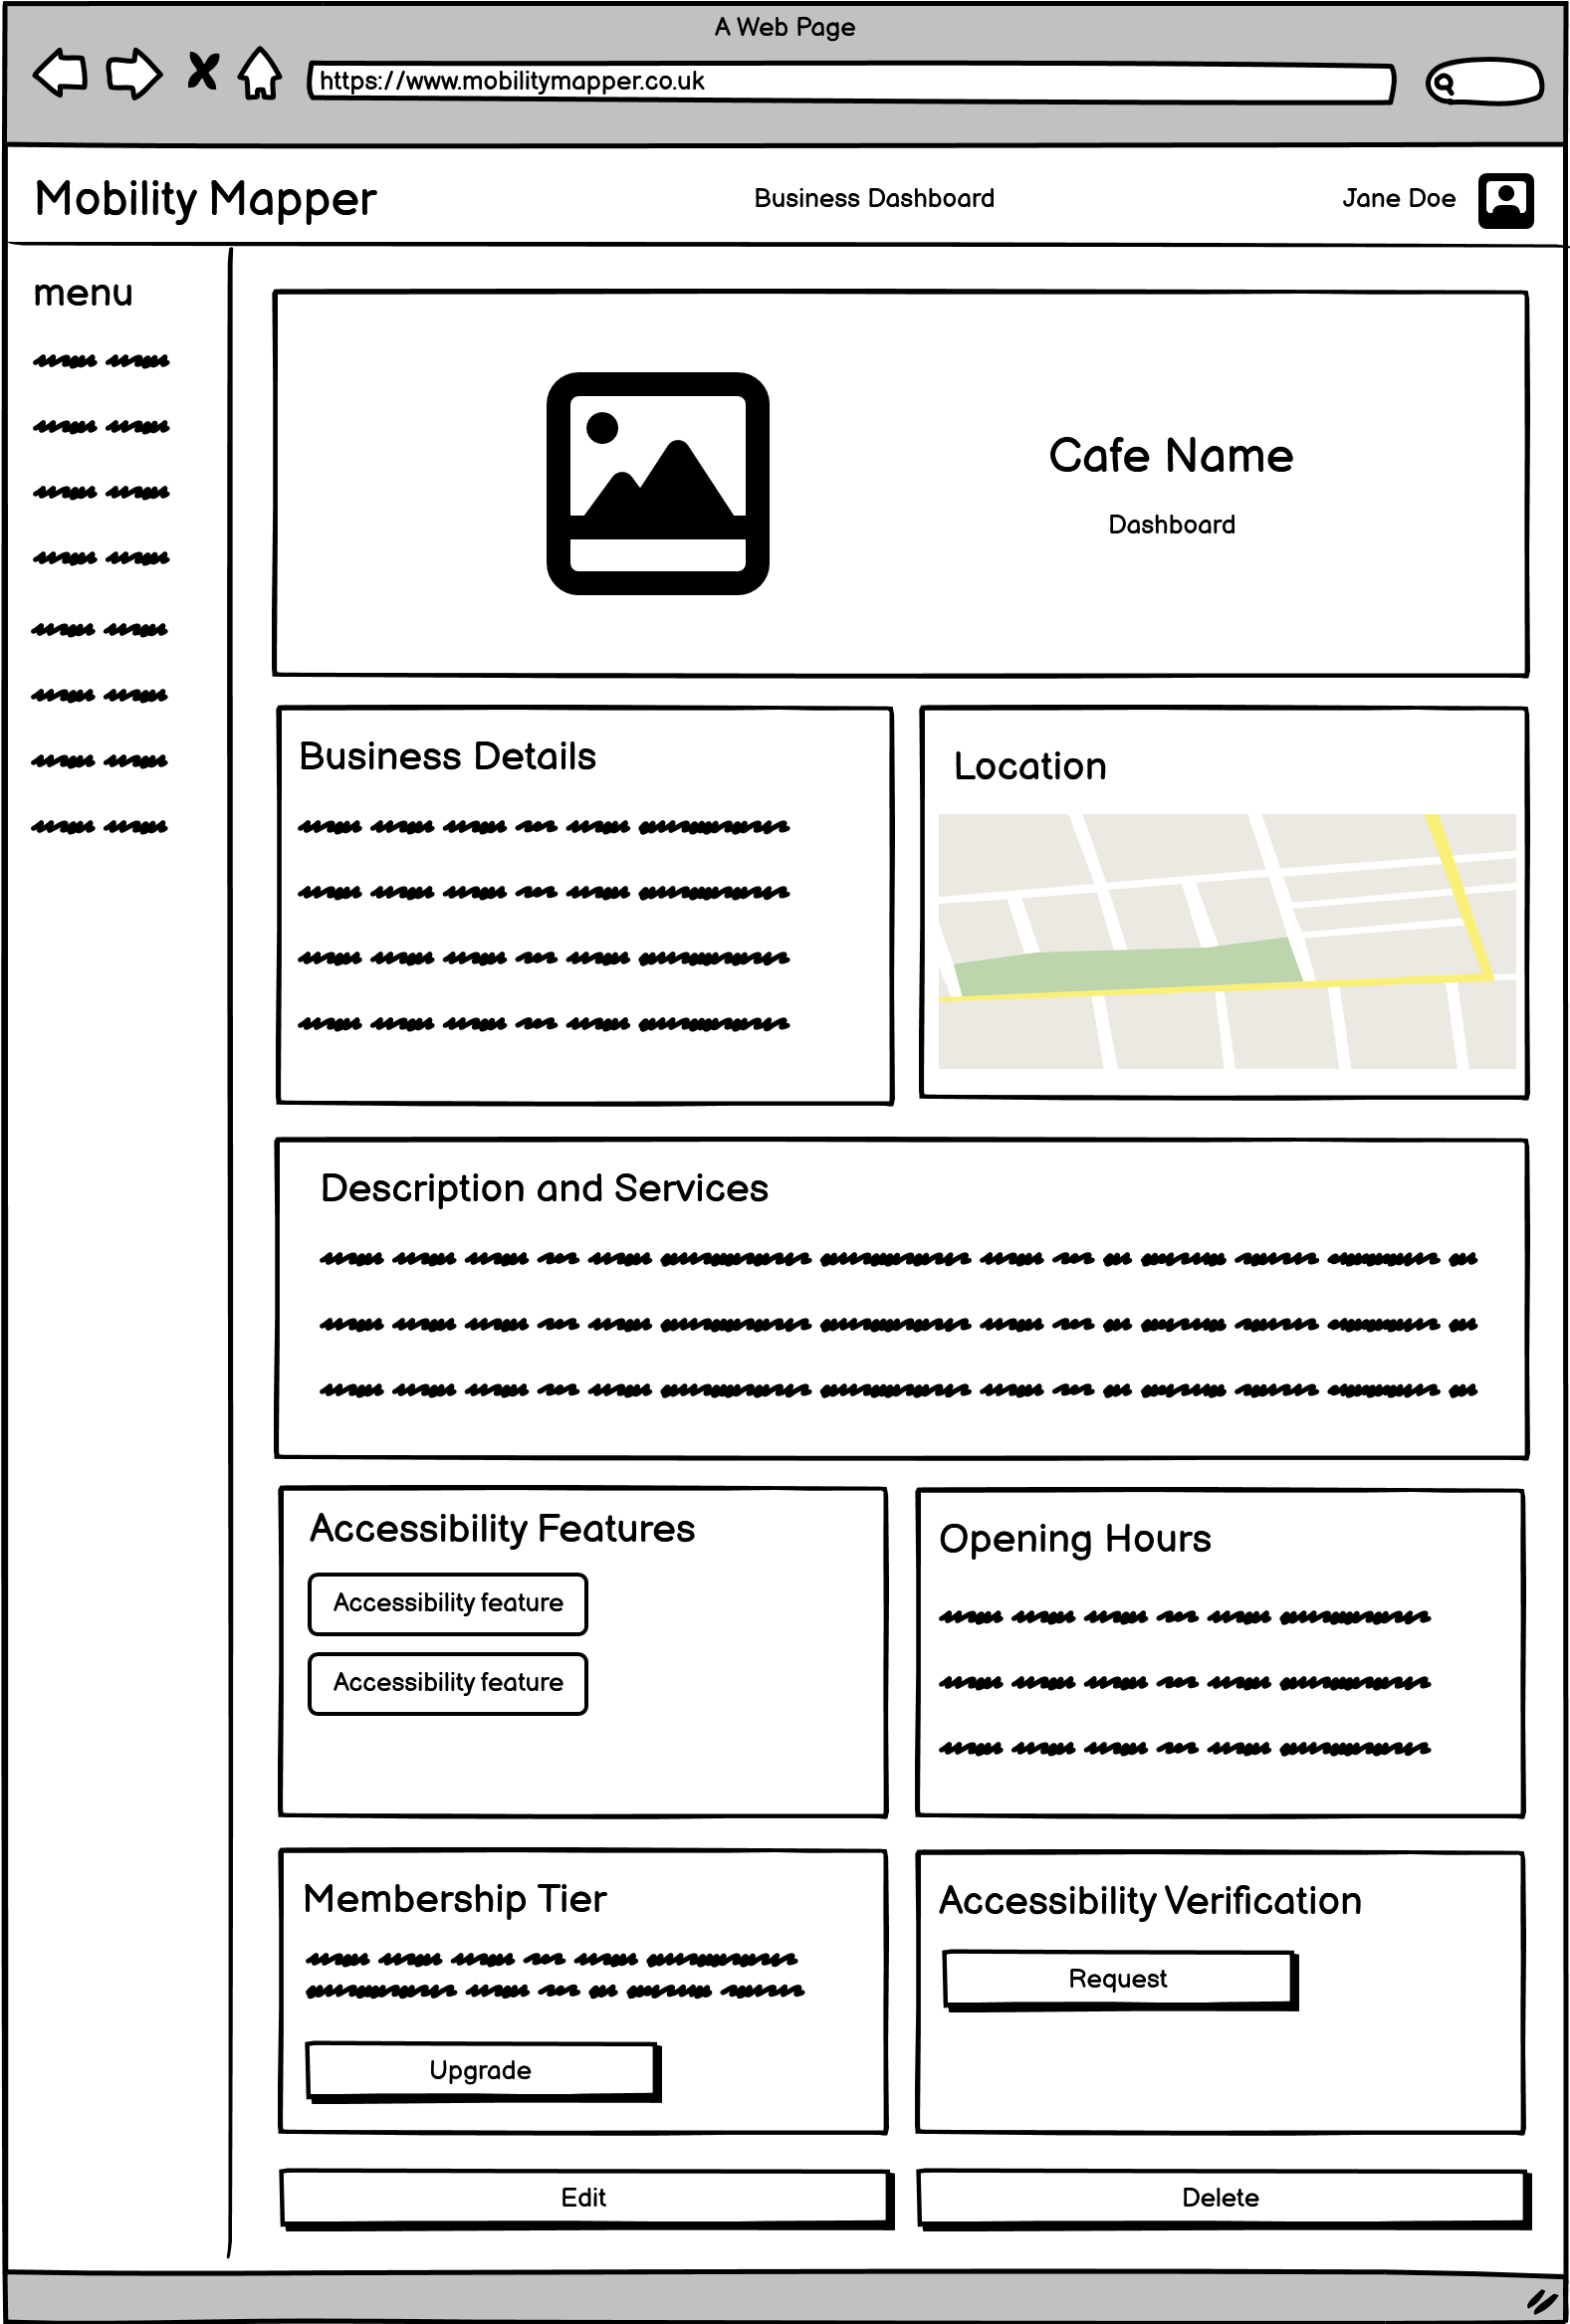 A Web Page
https://www.mobilitymapper.co.uk
Mobility Mapper
Business Dashboard
Jane Doe
menu
Cafe Name
Dashboard
Business Details
Location
Description and Services
Accessibility Features
Accessibility feature
Accessibility feature
Opening Hours
Membership Tier
Upgrade
Accessibility Verification
Request
Edit
Delete